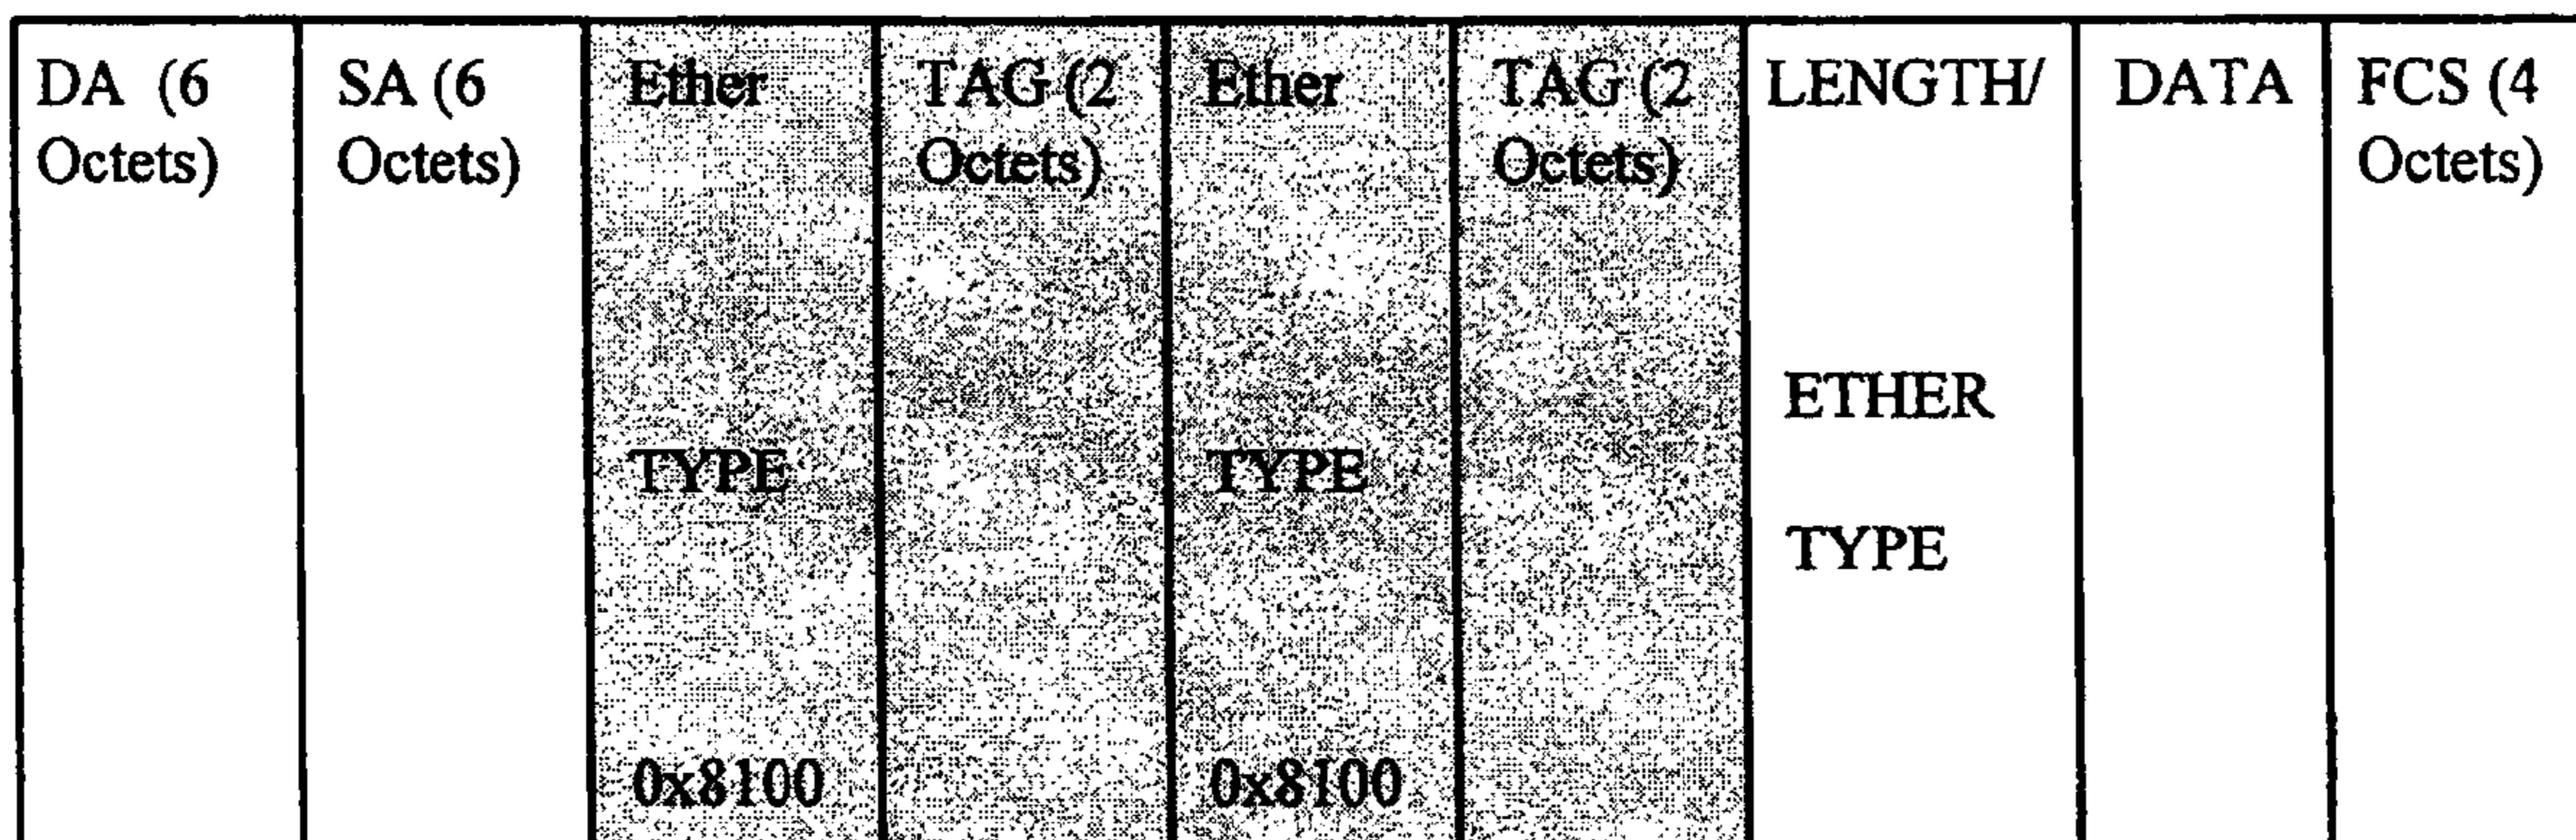 DA (6
Octets)
SA (6
Octets)
Ether
TYPE
0x8100
TAG (2
Octets)
Ether
TYPE
0x8100
TAG (2
Octets)
LENGTH/
ETHER
TYPE
DATA
FCS (4
Octets)